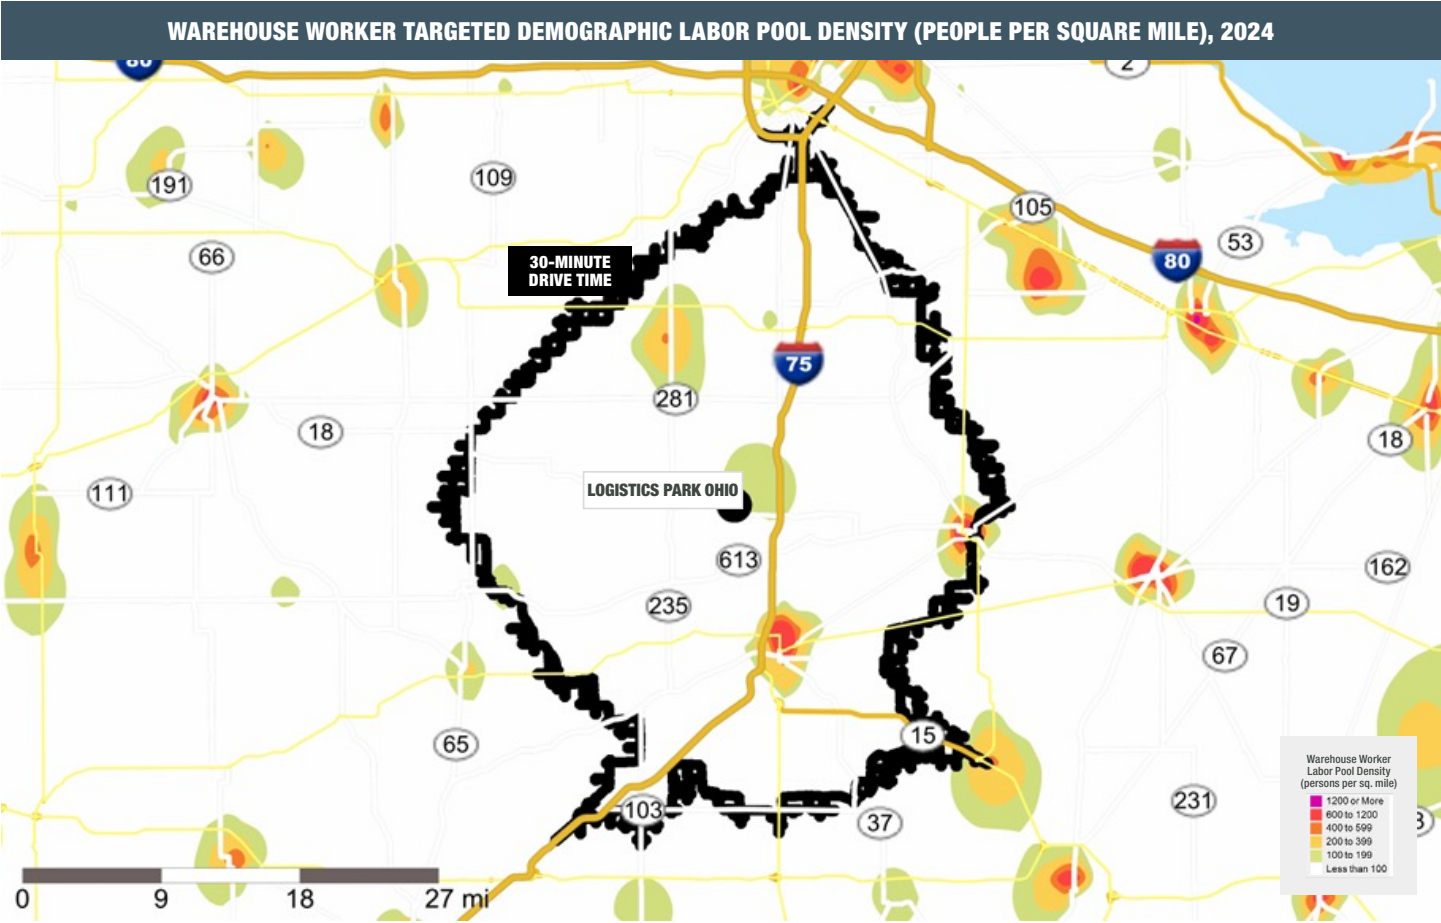 WAREHOUSE WORKER TARGETED DEMOGRAPHIC LABOR POOL DENSITY (PEOPLE PER SQUARE MILE), 2024
80
2
191
109
105
66
53
80
30-MINUTE
DRIVE TIME
75
281
18
18
111
LOGISTICS PARK OHIO
613
162
235
19
67
65
15
231
103
37
Warehouse Worker
Labor Pool Density
(persons per sq. mile)
1200 or More
600 to 1200
400 to 599
200 to 399
100 to 199
Less than 100
0 9 18 27 mi